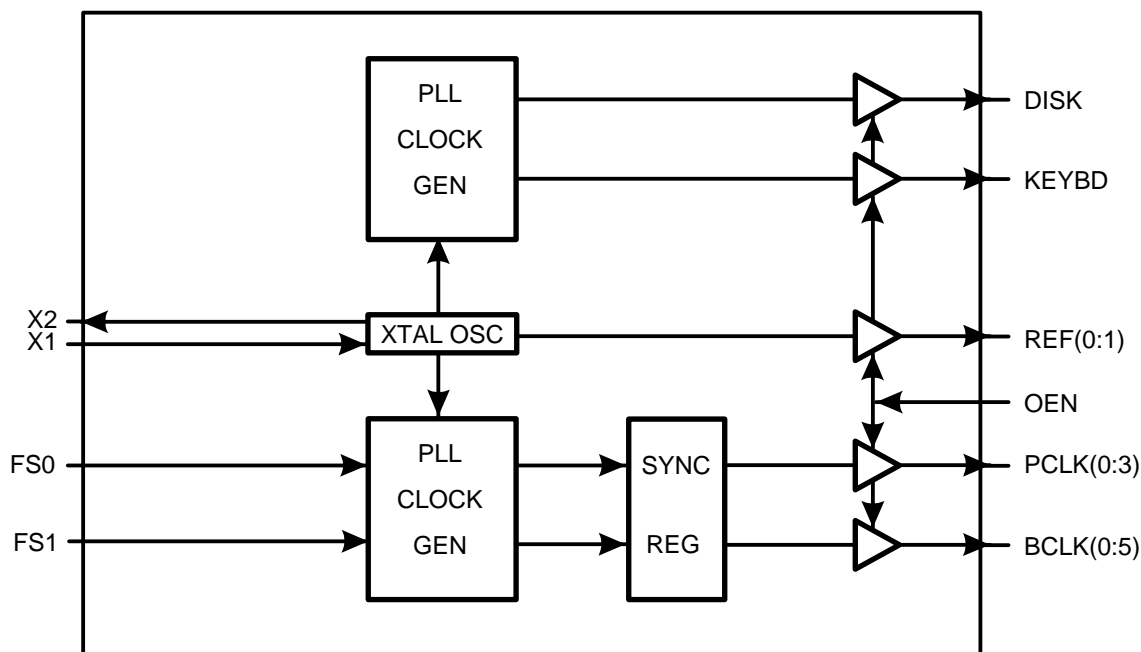 PLL
CLOCK
GEN
DISK
KEYBD
X2
X1
XTAL OSC
REF(0:1)
OEN
FS0
FS1
PLL
CLOCK
GEN
SYNC
REG
PCLK(0:3)
BCLK(0:5)